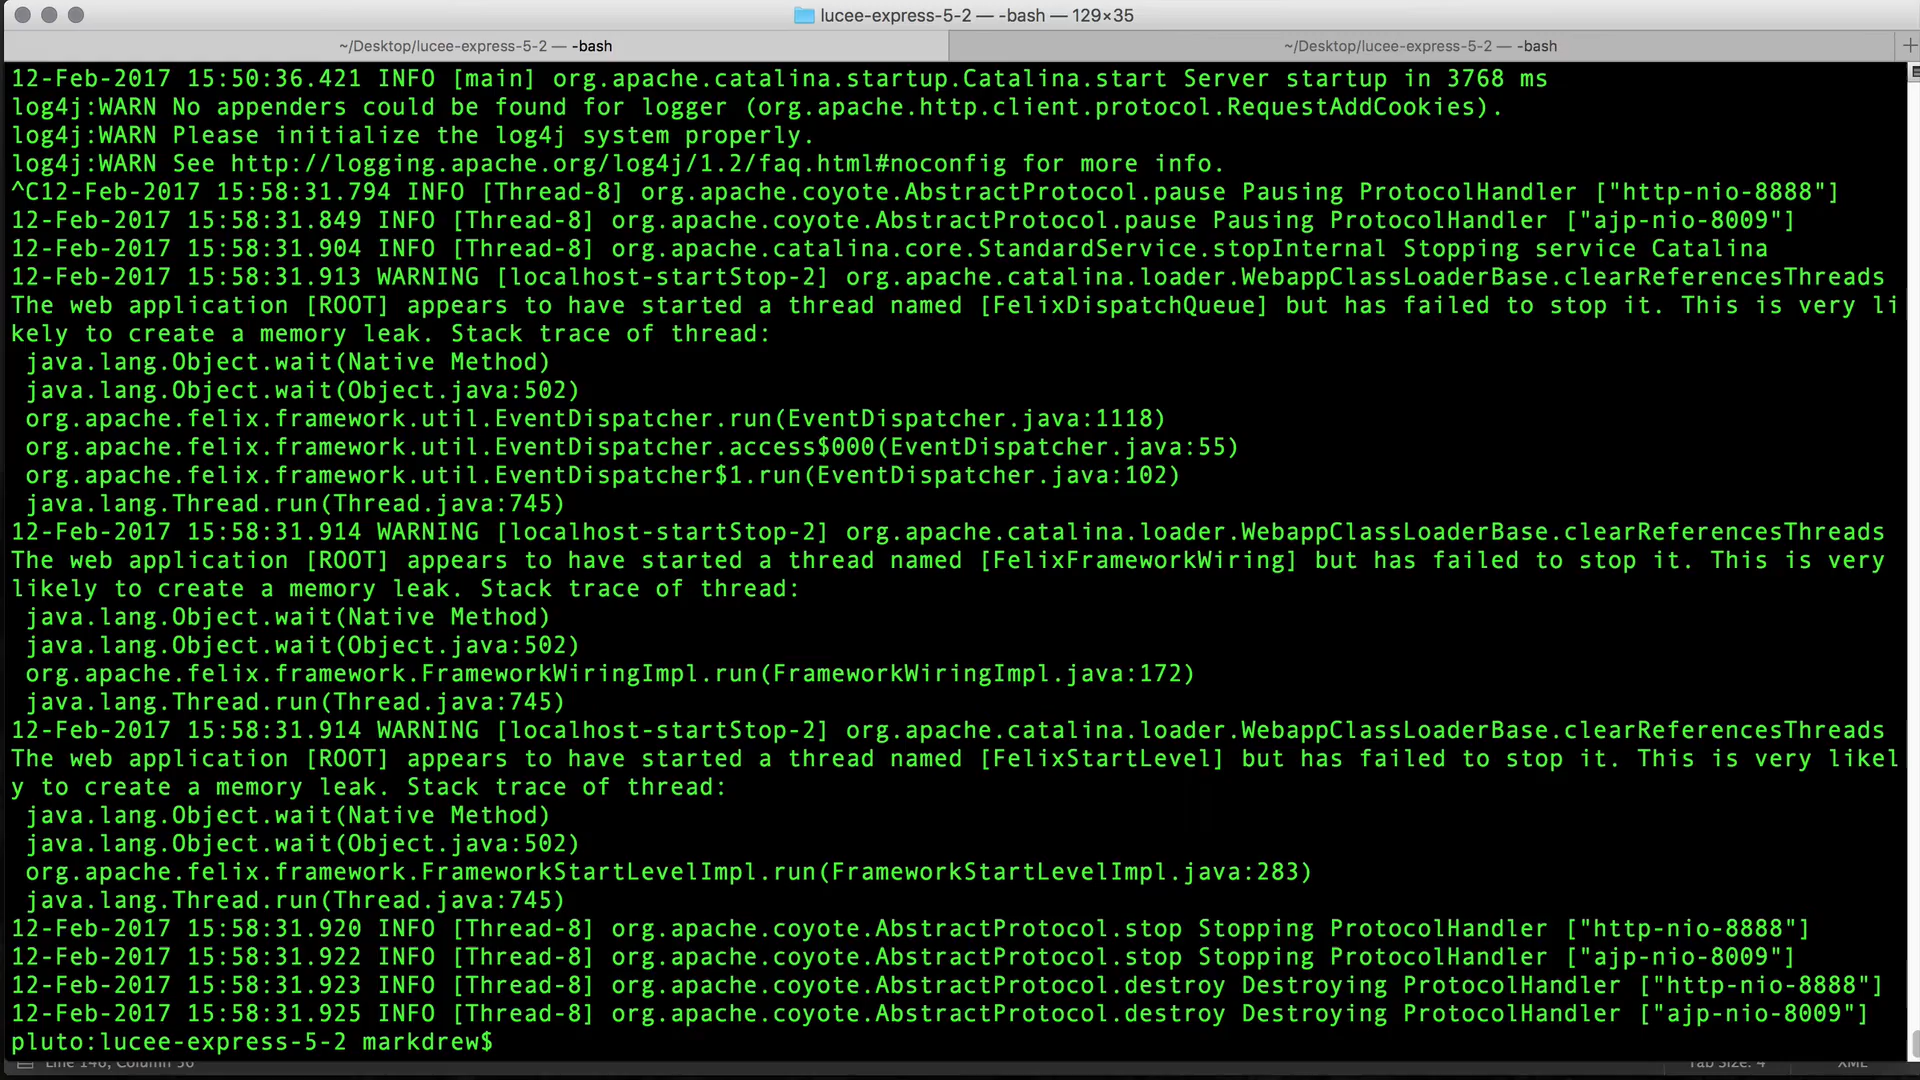 lucee-express-5-2 — -bash — 129×35
~/Desktop/lucee-express-5-2 — -bash
~/Desktop/lucee-express-5-2 — -bash
12-Feb-2017 15:50:36.421 INFO [main] org.apache.catalina.startup.Catalina.start Server startup in 3768 ms
log4j:WARN No appenders could be found for logger (org.apache.http.client.protocol.RequestAddCookies).
log4j:WARN Please initialize the log4j system properly.
log4j:WARN See http://logging.apache.org/log4j/1.2/faq.html#noconfig for more info.
^C12-Feb-2017 15:58:31.794 INFO [Thread-8] org.apache.coyote.AbstractProtocol.pause Pausing ProtocolHandler ["http-nio-8888"]
12-Feb-2017 15:58:31.849 INFO [Thread-8] org.apache.coyote.AbstractProtocol.pause Pausing ProtocolHandler ["ajp-nio-8009"]
12-Feb-2017 15:58:31.904 INFO [Thread-8] org.apache.catalina.core.StandardService.stopInternal Stopping service Catalina
12-Feb-2017 15:58:31.913 WARNING [localhost-startStop-2] org.apache.catalina.loader.WebappClassLoaderBase.clearReferencesThreads
The web application [ROOT] appears to have started a thread named [FelixDispatchQueue] but has failed to stop it. This is very li
kely to create a memory leak. Stack trace of thread:
java.lang.Object.wait(Native Method)
java.lang.Object.wait(Object.java:502)
org.apache.felix.framework.util.EventDispatcher.run(EventDispatcher.java:1118)
org.apache.felix.framework.util.EventDispatcher.access$000(EventDispatcher.java:55)
org.apache.felix.framework.util.EventDispatcher$1.run(EventDispatcher.java:102)
java.lang.Thread.run(Thread.java:745)
12-Feb-2017 15:58:31.914 WARNING [localhost-startStop-2] org.apache.catalina.loader.WebappClassLoaderBase.clearReferencesThreads
The web application [ROOT] appears to have started a thread named [FelixFrameworkWiring] but has failed to stop it. This is very
likely to create a memory leak. Stack trace of thread:
java.lang.Object.wait(Native Method)
java.lang.Object.wait(Object.java:502)
org.apache.felix.framework.FrameworkWiringImpl.run(FrameworkWiringImpl.java:172)
java.lang.Thread.run(Thread.java:745)
12-Feb-2017 15:58:31.914 WARNING [localhost-startStop-2] org.apache.catalina.loader.WebappClassLoaderBase.clearReferencesThreads
The web application [ROOT] appears to have started a thread named [FelixStartLevel] but has failed to stop it. This is very likel
y to create a memory leak. Stack trace of thread:
java.lang.Object.wait(Native Method)
java.lang.Object.wait(Object.java:502)
org.apache.felix.framework.FrameworkStartLevelImpl.run(FrameworkStartLevelImpl.java:283)
java.lang.Thread.run(Thread.java:745)
12-Feb-2017 15:58:31.920 INFO [Thread-8] org.apache.coyote.AbstractProtocol.stop Stopping ProtocolHandler ["http-nio-8888"]
12-Feb-2017 15:58:31.922 INFO [Thread-8] org.apache.coyote.AbstractProtocol.stop Stopping ProtocolHandler ["ajp-nio-8009"]
12-Feb-2017 15:58:31.923 INFO [Thread-8] org.apache.coyote.AbstractProtocol.destroy Destroying ProtocolHandler ["http-nio-8888"]
12-Feb-2017 15:58:31.925 INFO [Thread-8] org.apache.coyote.AbstractProtocol.destroy Destroying ProtocolHandler ["ajp-nio-8009"]
pluto:lucee-express-5-2 markdrew$
Tab Size: 4 XML